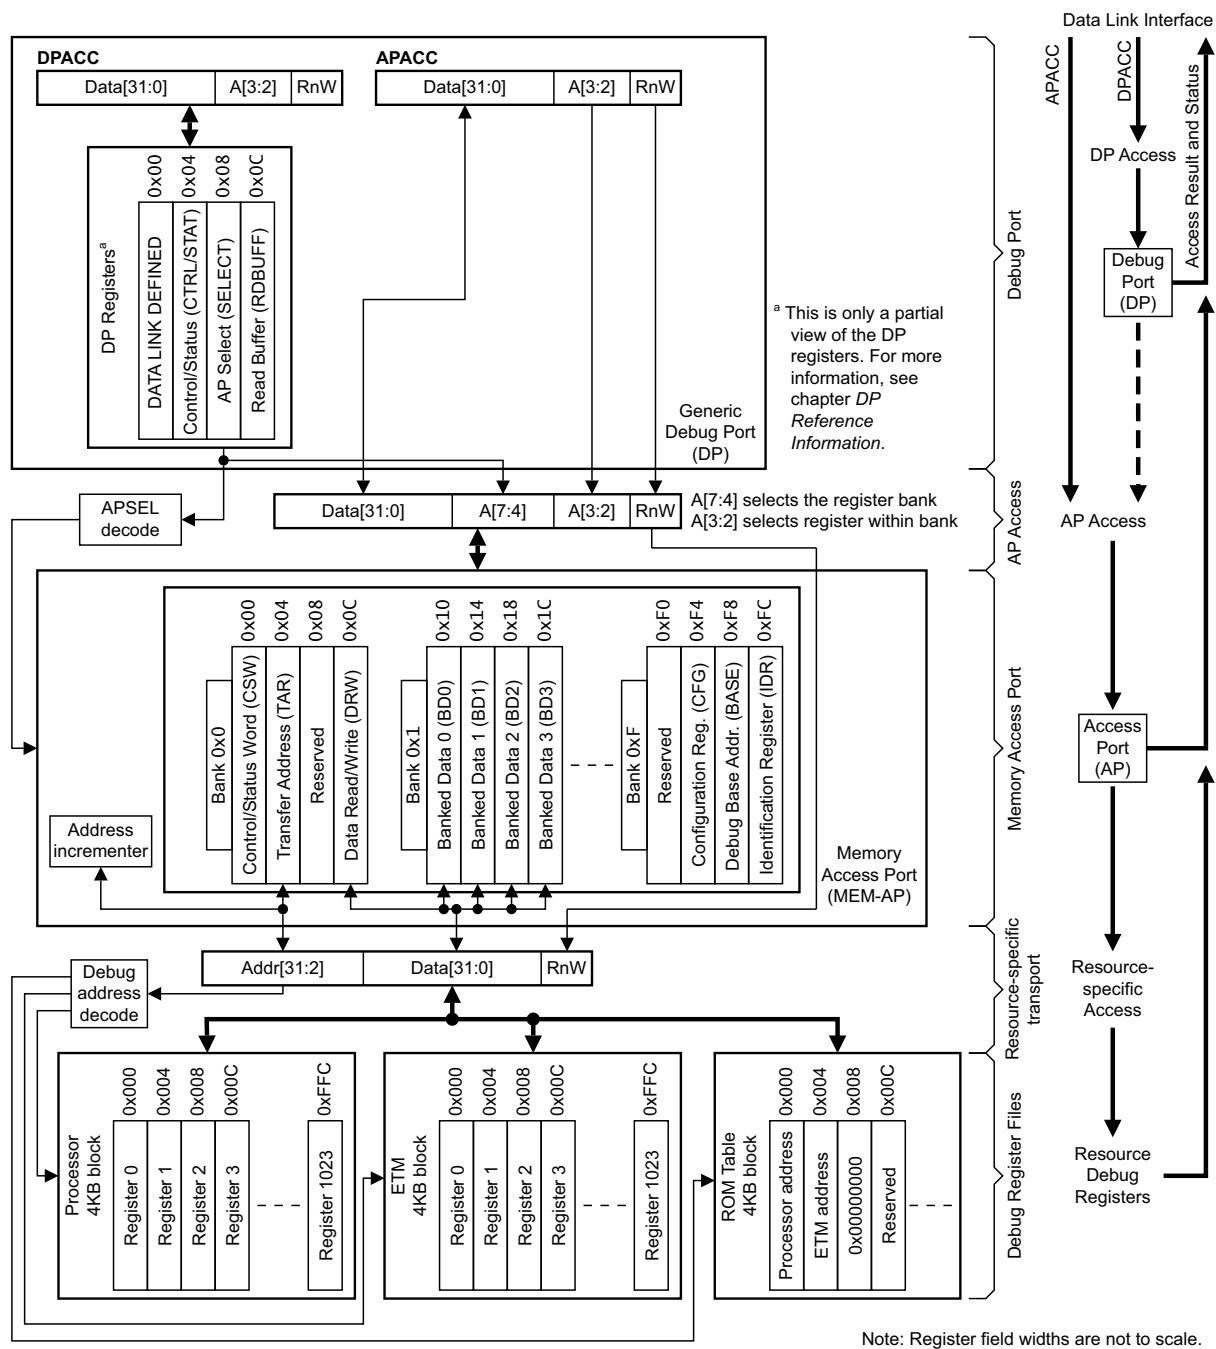 Data Link Interface
DPACC
Data[31:0]
A[3:2]
RnW
APACC
Data[31:0]
A[3:2]
RnW
DP Registersa
0x00
0x04
0x08
0x0C
DATA LINK DEFINED
Control/Status (CTRL/STAT)
AP Select (SELECT)
Read Buffer (RDBUFF)
a This is only a partial
view of the DP
registers. For more
information, see
chapter DP
Reference
Information.
Generic
Debug Port
(DP)
Debug Port
APACC
DPACC
Access Result and Status
DP Access
Debug
Port
(DP)
APSEL
decode
Data[31:0]
A[7:4]
A[3:2]
RnW
A[7:4] selects the register bank
A[3:2] selects register within bank
AP Access
AP Access
Bank 0x0
0x00
0x04
0x08
0x0C
Control/Status Word (CSW)
Transfer Address (TAR)
Reserved
Data Read/Write (DRW)
Bank 0x1
0x10
0x14
0x18
0x1C
Banked Data 0 (BD0)
Banked Data 1 (BD1)
Banked Data 2 (BD2)
Banked Data 3 (BD3)
Bank 0xF
0xF0
0xF4
0xF8
0xFC
Reserved
Configuration Reg. (CFG)
Debug Base Addr. (BASE)
Identification Register (IDR)
Address
incrementer
Memory
Access Port
(MEM-AP)
Memory Access Port
Access
Port
(AP)
Addr[31:2]
Data[31:0]
RnW
Debug
address
decode
Resource-specific
transport
Resource-
specific
Access
Processor
4KB block
0x000
0x004
0x008
0x00C
0xFFC
Register 0
Register 1
Register 2
Register 3
Register 1023
ETM
4KB block
0x000
0x004
0x008
0x00C
0xFFC
Register 0
Register 1
Register 2
Register 3
Register 1023
ROM Table
4KB block
0x000
0x004
0x008
0x00C
Processor address
ETM address
0x00000000
Reserved
Debug Register Files
Resource
Debug
Registers
Note: Register field widths are not to scale.